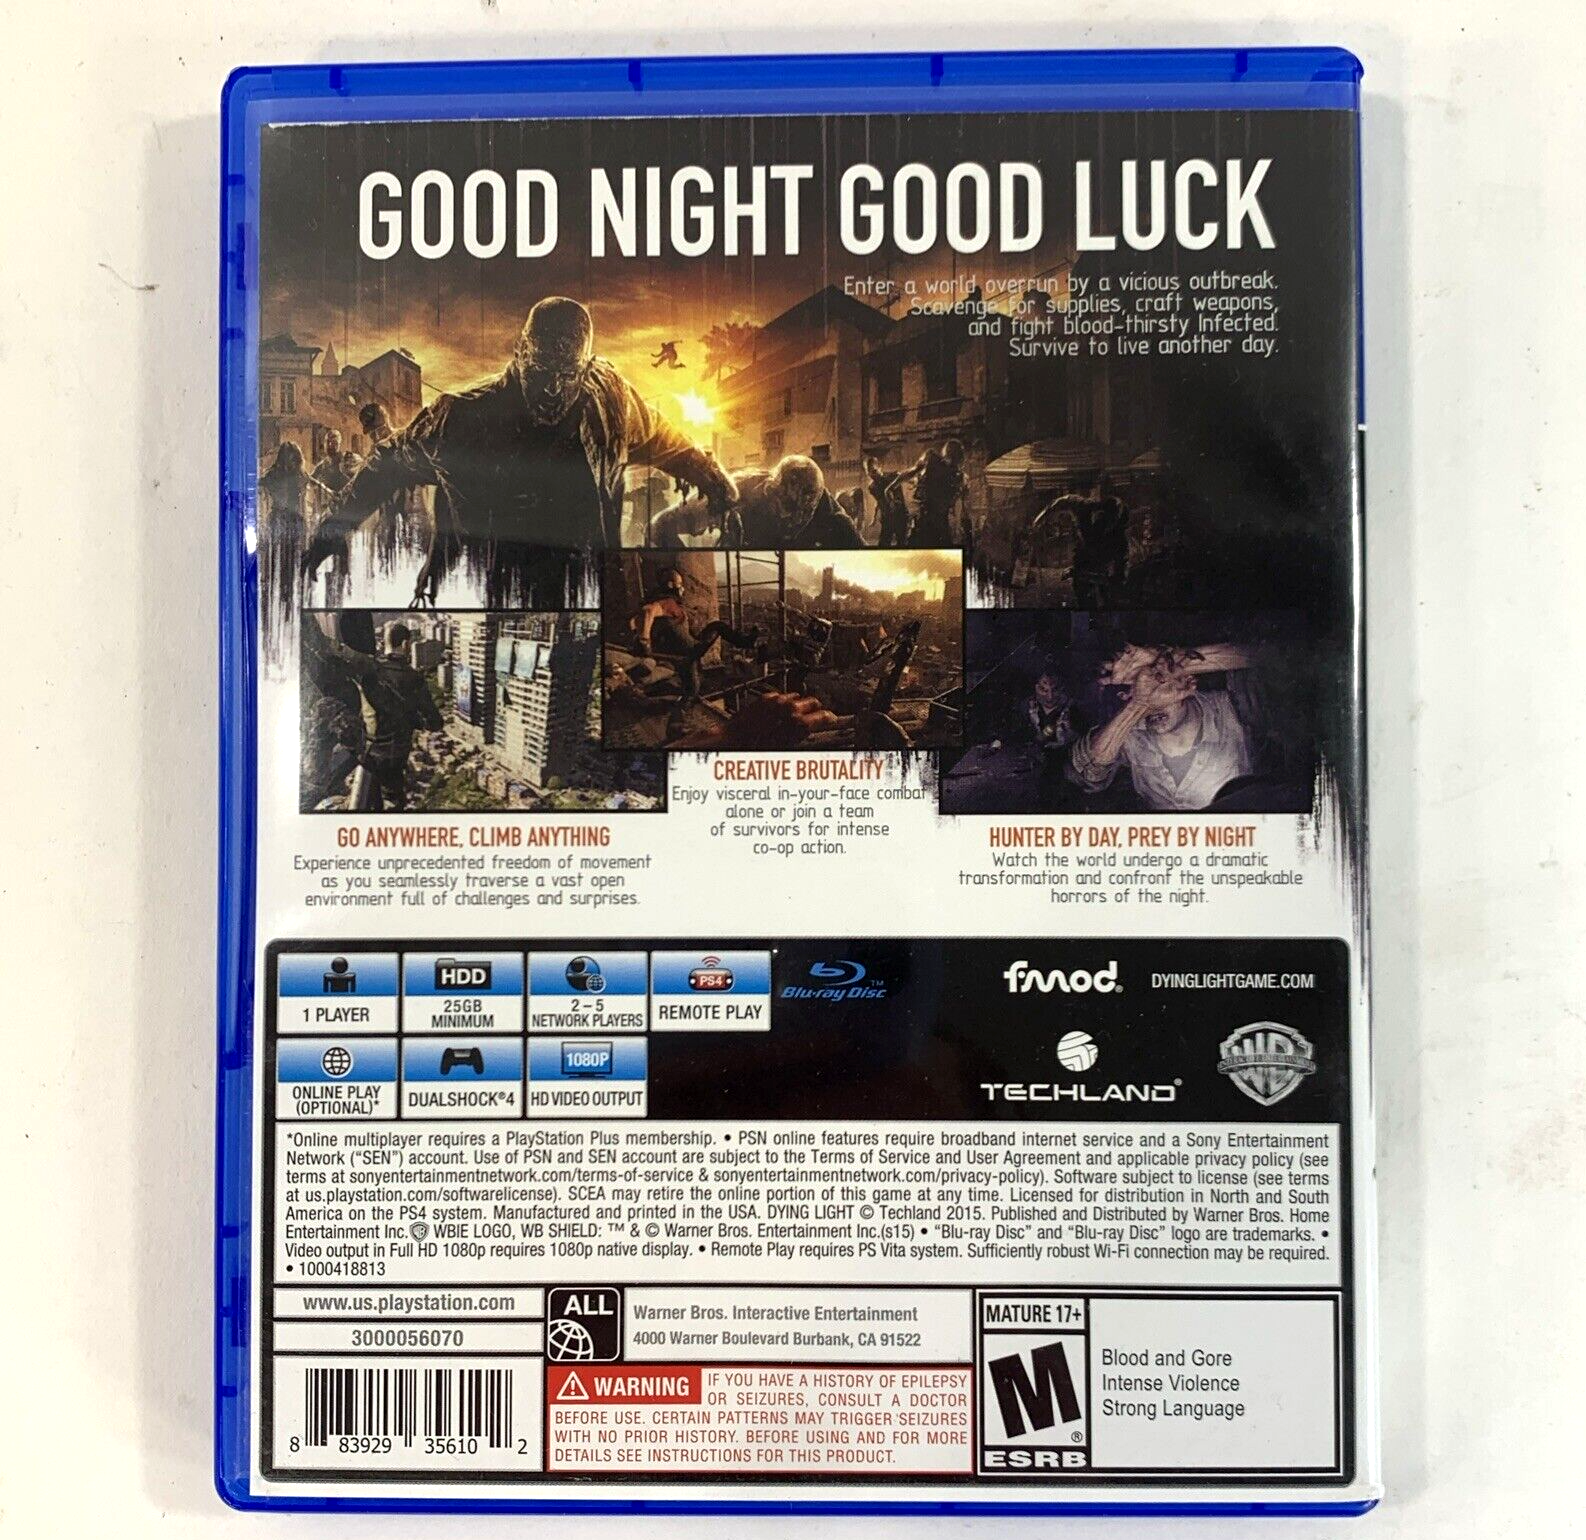 GOOD NIGHT GOOD LUCK
Enter a world overrun by a vicious outbreak.
Scavenge for supplies, craft weapons,
and fight blood-thirsty Infected.
Survive to live another day.
CREATIVE BRUTALITY
Enjoy visceral in-your-face combat
alone or join a team
of survivors for intense
co-op action.
GO ANYWHERE, CLIMB ANYTHING
Experience unprecedented freedom of movement
as you seamlessly traverse a vast open
environment full of challenges and surprises.
HUNTER BY DAY, PREY BY NIGHT
Watch the world undergo a dramatic
transformation and confront the unspeakable
horrors of the night.
1 PLAYER
HDD
25GB
MINIMUM
2 – 5
NETWORK PLAYERS
PS4
REMOTE PLAY
Blu-ray Disc™
fmod®
DYINGLIGHTGAME.COM
ONLINE PLAY
(OPTIONAL)*
DUALSHOCK®4
1080P
HD VIDEO OUTPUT
TECHLAND®
WB
*Online multiplayer requires a PlayStation Plus membership. • PSN online features require broadband internet service and a Sony Entertainment
Network (“SEN”) account. Use of PSN and SEN account are subject to the Terms of Service and User Agreement and applicable privacy policy (see
terms at sonyentertainmentnetwork.com/terms-of-service & sonyentertainmentnetwork.com/privacy-policy). Software subject to license (see terms
at us.playstation.com/softwarelicense). SCEA may retire the online portion of this game at any time. Licensed for distribution in North and South
America on the PS4 system. Manufactured and printed in the USA. DYING LIGHT © Techland 2015. Published and Distributed by Warner Bros. Home
Entertainment Inc. WBIE LOGO, WB SHIELD: ™ & © Warner Bros. Entertainment Inc.(s15) • “Blu-ray Disc” and “Blu-ray Disc” logo are trademarks. •
Video output in Full HD 1080p requires 1080p native display. • Remote Play requires PS Vita system. Sufficiently robust Wi-Fi connection may be required.
• 1000418813
www.us.playstation.com
3000056070
8 83929 35610 2
ALL
Warner Bros. Interactive Entertainment
4000 Warner Boulevard Burbank, CA 91522
WARNING
IF YOU HAVE A HISTORY OF EPILEPSY
OR SEIZURES, CONSULT A DOCTOR
BEFORE USE. CERTAIN PATTERNS MAY TRIGGER SEIZURES
WITH NO PRIOR HISTORY. BEFORE USING AND FOR MORE
DETAILS SEE INSTRUCTIONS FOR THIS PRODUCT.
MATURE 17+
M®
ESRB
Blood and Gore
Intense Violence
Strong Language